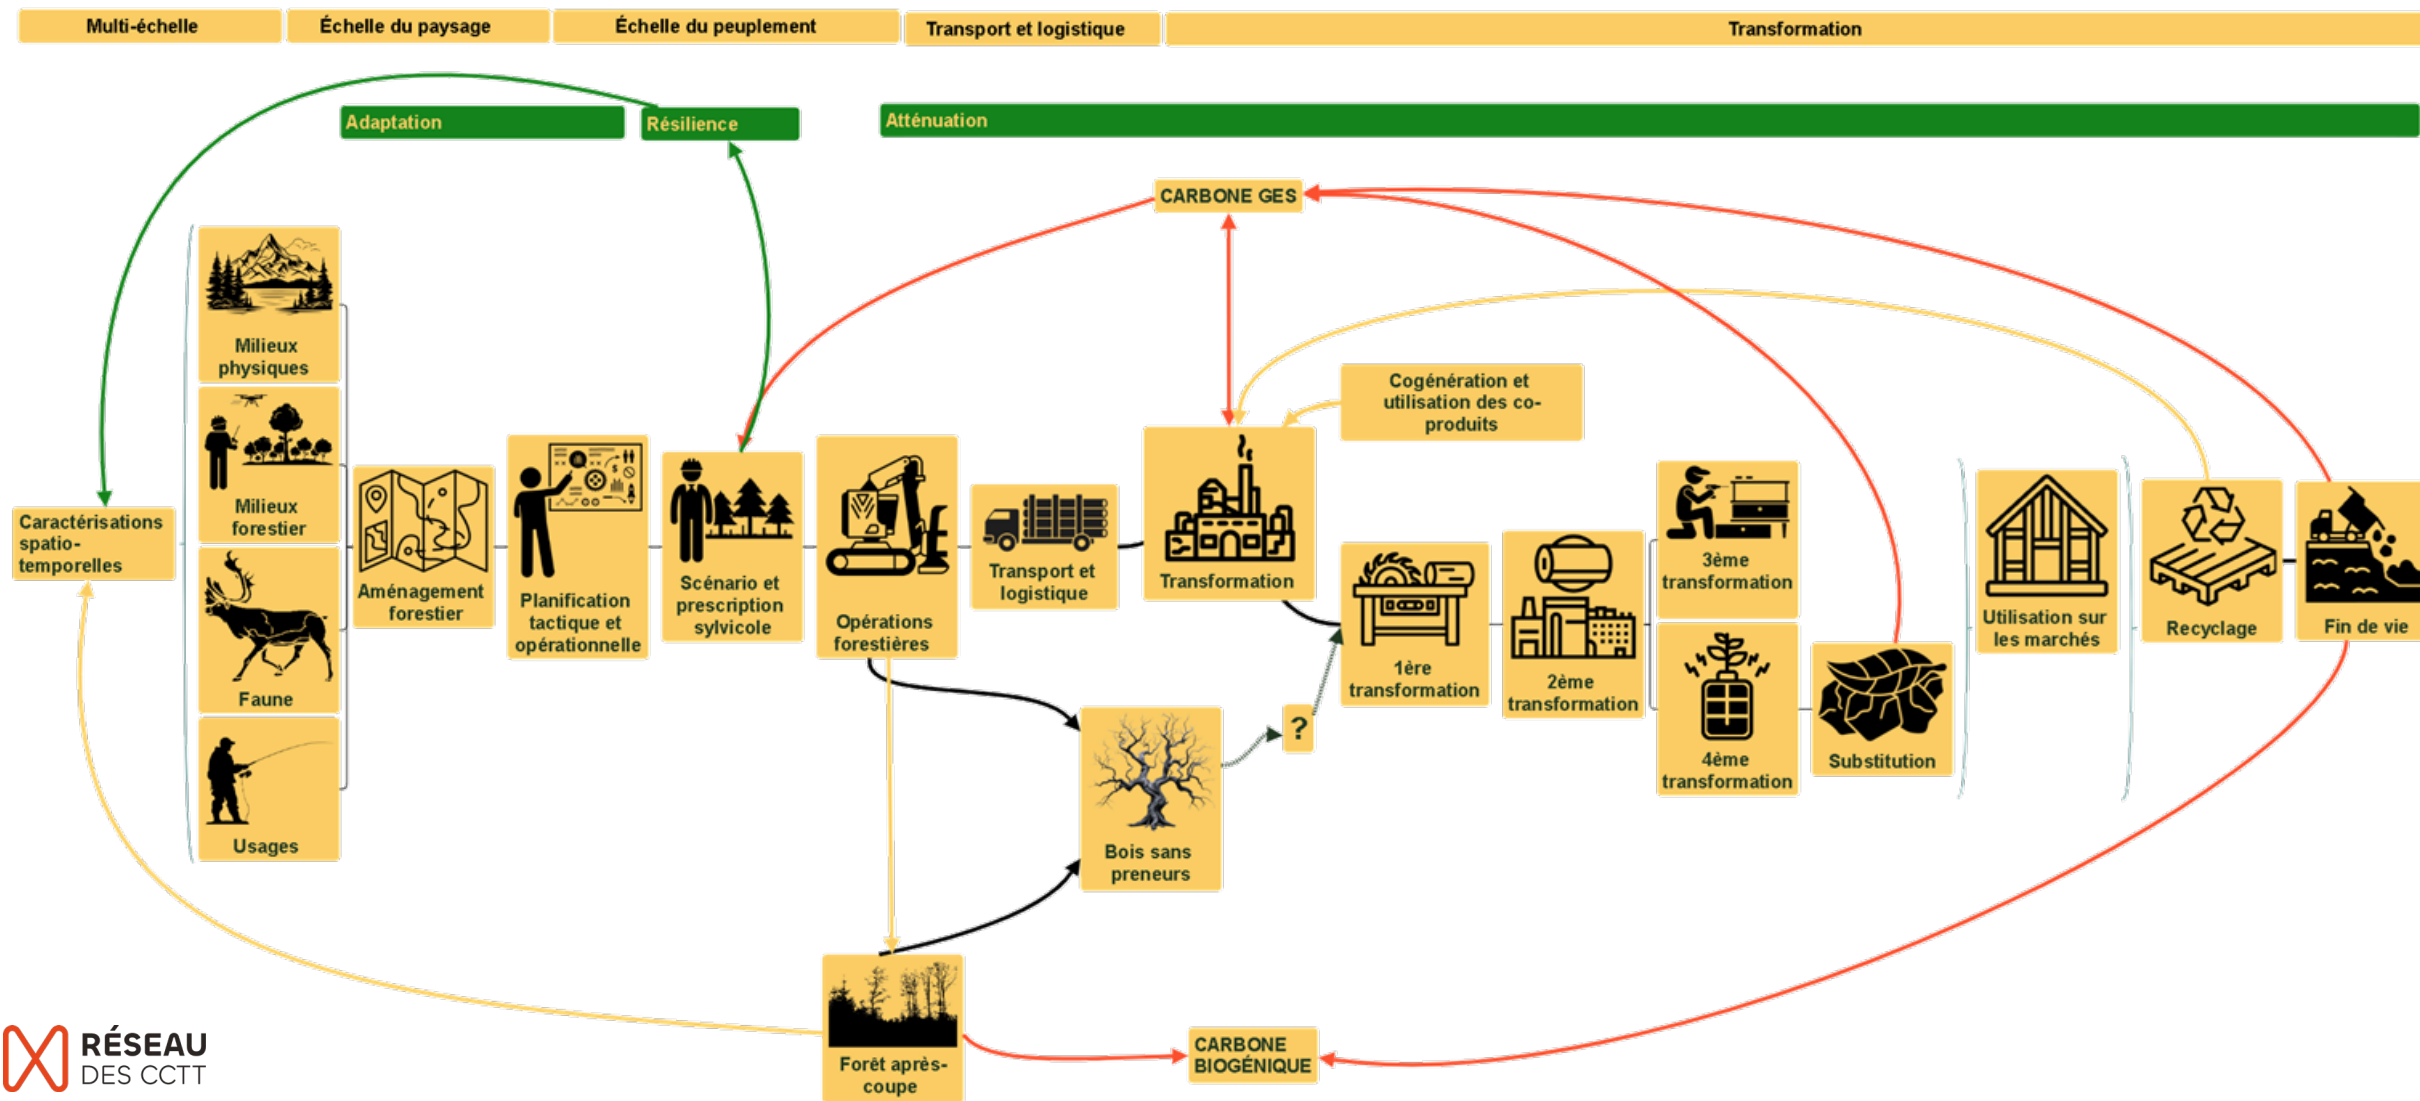 Multi-échelle
Échelle du paysage
Échelle du peuplement
Transport et logistique
Transformation
Adaptation
Résilience
Atténuation
CARBONE GES
Milieux
physiques
Milieux
forestier
Faune
Usages
Caractérisations
spatio-
temporelles
Aménagement
forestier
Planification
tactique et
opérationnelle
Scénario et
prescription
sylvicole
Opérations
forestières
Transport et
logistique
Transformation
Cogénération et
utilisation des co-
produits
1ère
transformation
2ème
transformation
3ème
transformation
4ème
transformation
Substitution
Utilisation sur
les marchés
Recyclage
Fin de vie
?
Bois sans
preneurs
Forêt après-
coupe
CARBONE
BIOGÉNIQUE
RÉSEAU
DES CCTT